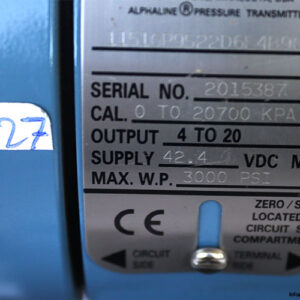 ALPHALINE ® PRESSURE TRANSMITT
SERIAL NO. 2015387
CAL. 0 TO 20700 KPA
OUTPUT 4 TO 20
27
SUPPLY 42.4 VDC M
MAX. W.P. 3000 PSI
ZERO/S
LOCATED
CIRCUIT S
COMPARTMEN
CE
CIRCUIT SIDE
TERMINAL SIDE